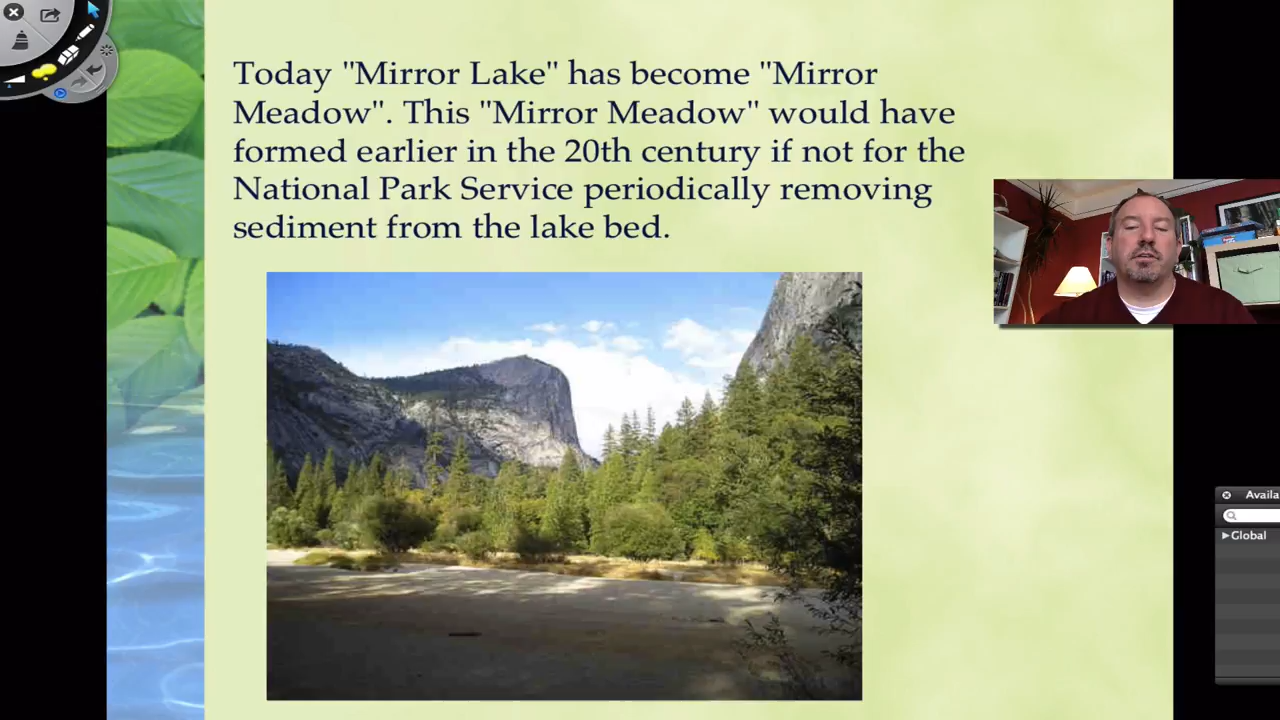 Today "Mirror Lake" has become "Mirror
Meadow". This "Mirror Meadow" would have
formed earlier in the 20th century if not for the
National Park Service periodically removing
sediment from the lake bed.
Availa
Global